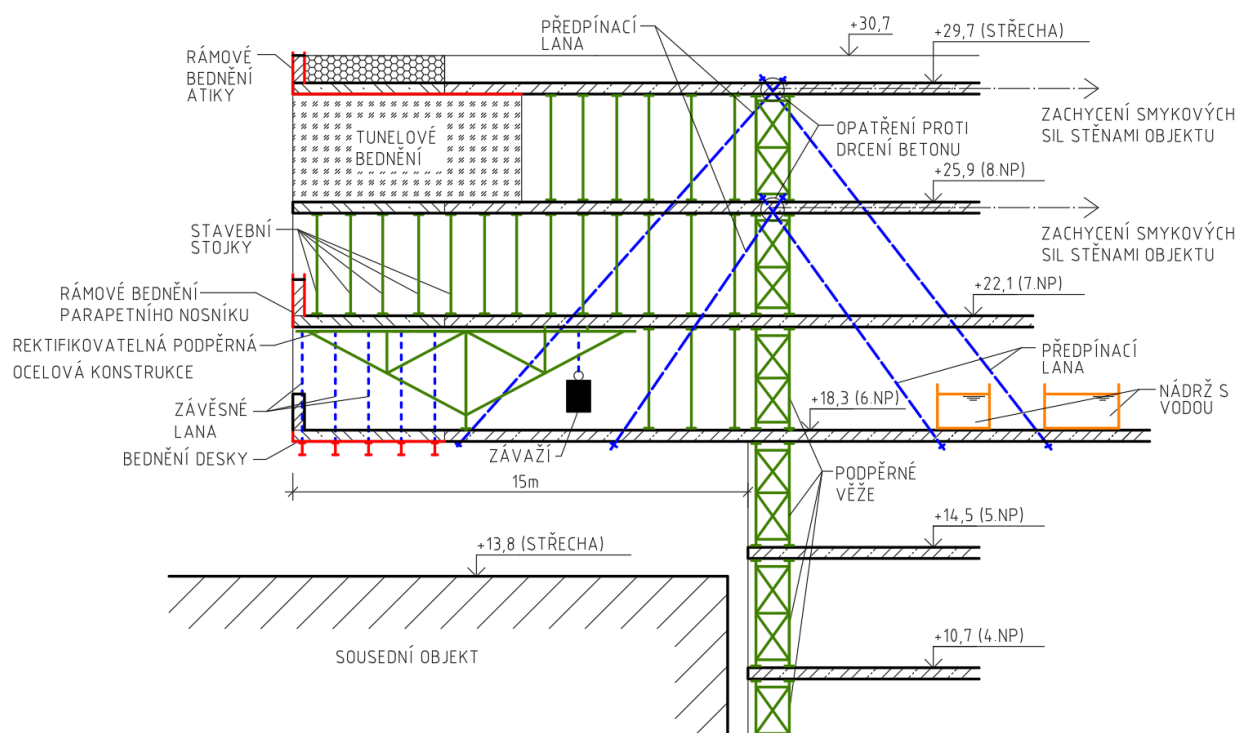 PŘEDPÍNACÍ
LANA
+30,7
+29,7 (STŘECHA)
RÁMOVÉ
BEDNĚNÍ
ATIKY
ZACHYCENÍ SMYKOVÝCH
SIL STĚNAMI OBJEKTU
TUNELOVÉ
BEDNĚNÍ
OPATŘENÍ PROTI
DRCENÍ BETONU
+25,9 (8.NP)
STAVEBNÍ
STOJKY
ZACHYCENÍ SMYKOVÝCH
SIL STĚNAMI OBJEKTU
RÁMOVÉ BEDNĚNÍ
PARAPETNÍHO NOSNÍKU
+22,1 (7.NP)
REKTIFIKOVATELNÁ PODPĚRNÁ
OCELOVÁ KONSTRUKCE
PŘEDPÍNACÍ
LANA
NÁDRŽ S
VODOU
ZÁVĚSNÉ
LANA
+18,3 (6.NP)
BEDNĚNÍ DESKY
ZÁVAŽÍ
PODPĚRNÉ
VĚŽE
15m
+14,5 (5.NP)
+13,8 (STŘECHA)
+10,7 (4.NP)
SOUSEDNÍ OBJEKT